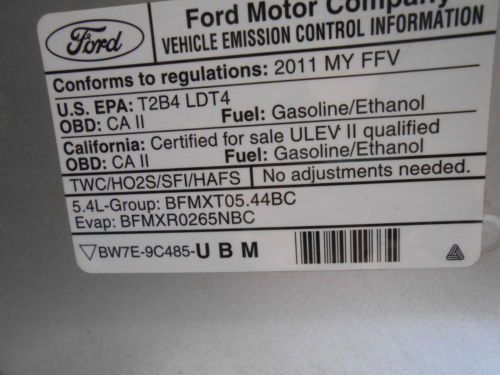 Ford Motor Company
Ford
VEHICLE EMISSION CONTROL INFORMATION
Conforms to regulations: 2011 MY FFV
U.S. EPA: T2B4 LDT4
OBD: CA II Fuel: Gasoline/Ethanol
California: Certified for sale ULEV II qualified
OBD: CA II Fuel: Gasoline/Ethanol
TWC/HO2S/SFI/HAFS No adjustments needed.
5.4L-Group: BFMXT05.44BC
Evap: BFMXR0265NBC
BW7E-9C485-U B M